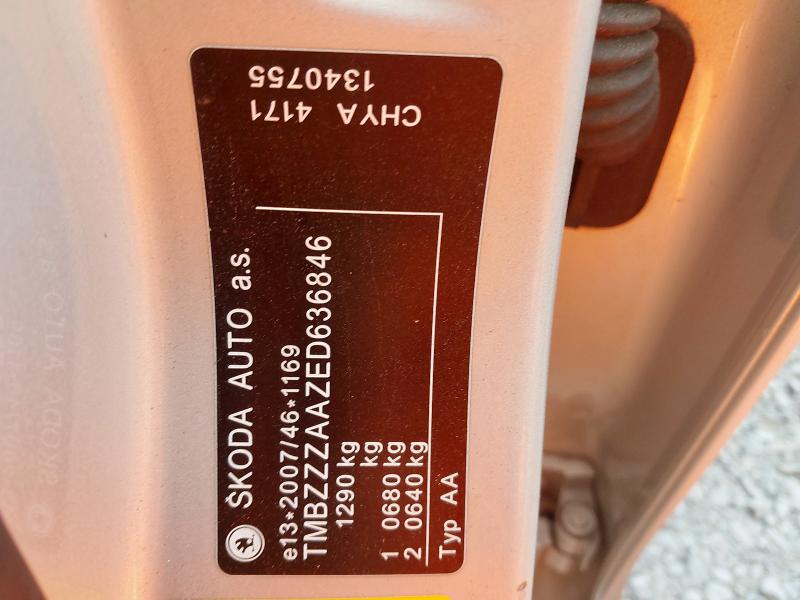 ŠKODA AUTO a.s.
e13*2007/46*1169
TMBZZZAAZED636846
1290 kg
kg
1 0680 kg
2 0640 kg
Typ AA
CHYA 4171
1340755